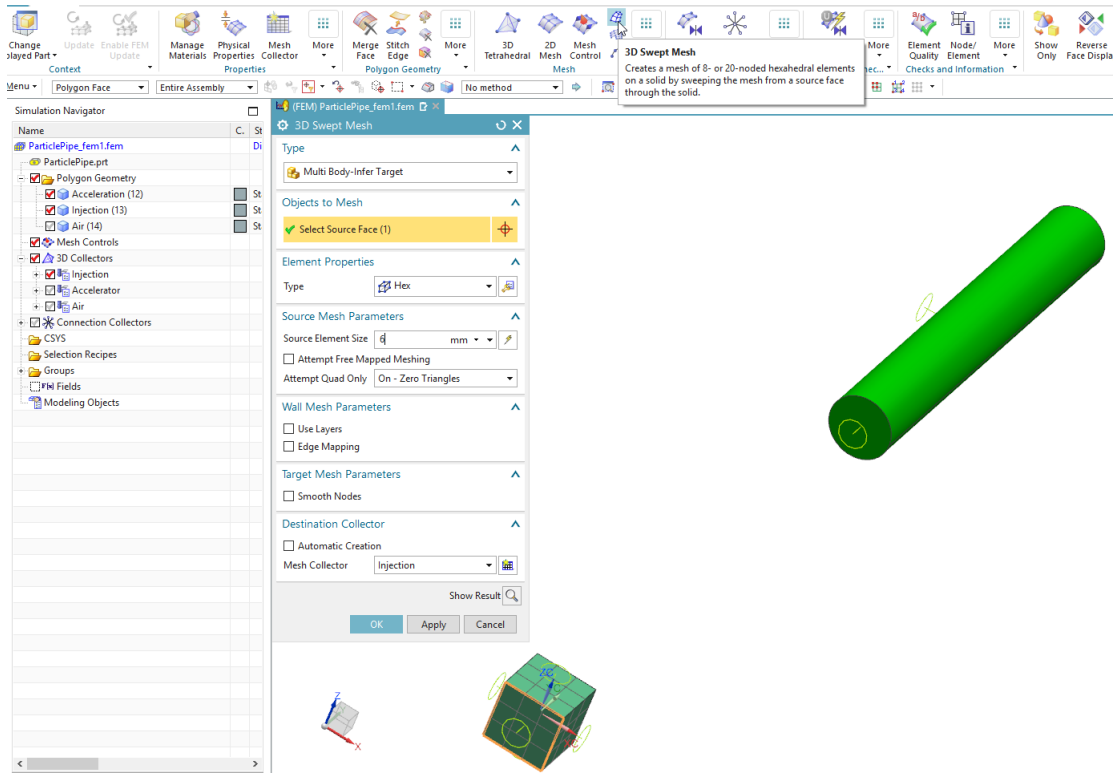 Change
played Part
Update
Enable FEM
Update
Manage
Materials
Physical
Properties
Mesh
Collector
More
Merge
Face
Stitch
Edge
More
3D
Tetrahedral
2D
Mesh
Mesh
Control
More
Element
Quality
Node/
Element
More
Show
Only
Reverse
Face Displa
Context
Properties
Polygon Geometry
Mesh
nec...
Checks and Information
3D Swept Mesh
Creates a mesh of 8- or 20-noded hexahedral elements
on a solid by sweeping the mesh from a source face
through the solid.
Menu
Polygon Face
Entire Assembly
No method
Simulation Navigator
(FEM) ParticlePipe_fem1.fem
Name C. St
3D Swept Mesh
ParticlePipe_fem1.fem Di
ParticlePipe.prt
Polygon Geometry
Acceleration (12) St
Injection (13) St
Air (14) St
Mesh Controls
3D Collectors
Injection
Accelerator
Air
Connection Collectors
CSYS
Selection Recipes
Groups
Fields
Modeling Objects
Type
Multi Body-Infer Target
Objects to Mesh
Select Source Face (1)
Element Properties
Type Hex
Source Mesh Parameters
Source Element Size 6 mm
Attempt Free Mapped Meshing
Attempt Quad Only On - Zero Triangles
Wall Mesh Parameters
Use Layers
Edge Mapping
Target Mesh Parameters
Smooth Nodes
Destination Collector
Automatic Creation
Mesh Collector Injection
Show Result
OK Apply Cancel
Z
X
ZC
XC